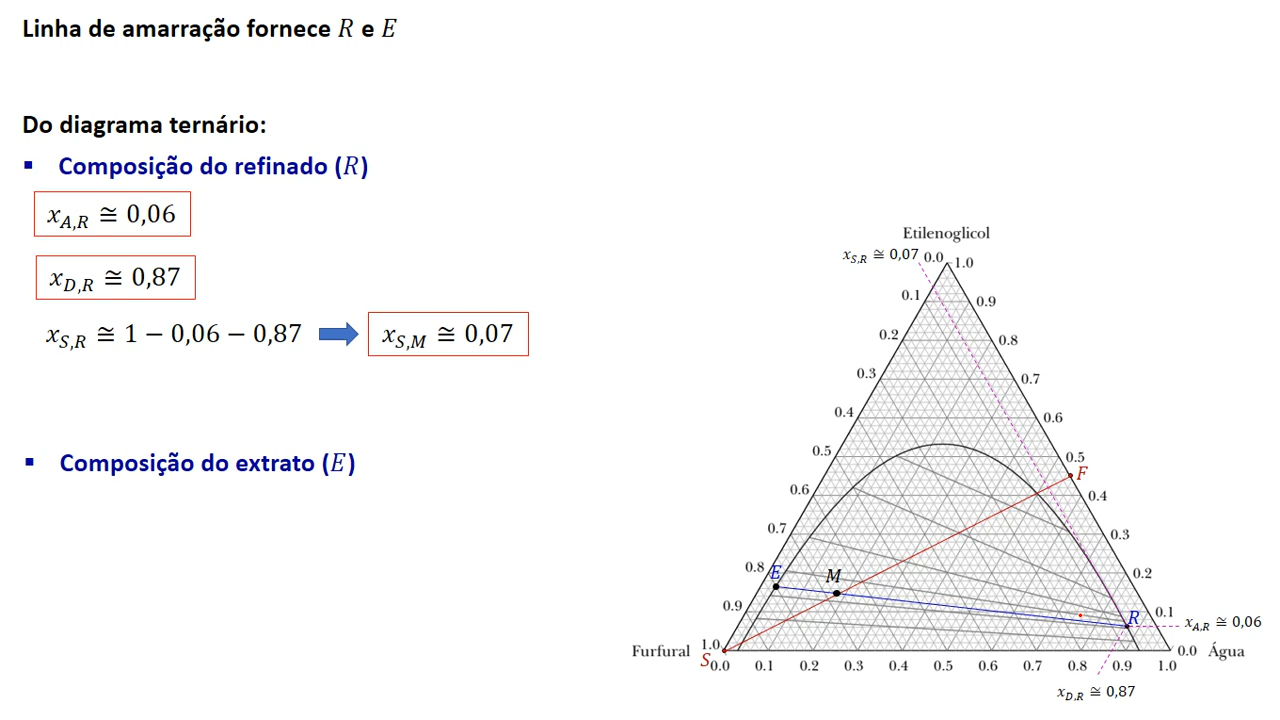 Linha de amarração fornece R e E
Do diagrama ternário:
▪ Composição do refinado (R)
x_{A,R} ≅ 0,06
x_{D,R} ≅ 0,87
x_{S,R} ≅ 1 − 0,06 − 0,87
x_{S,M} ≅ 0,07
▪ Composição do extrato (E)
Etilenoglicol
x_{S,R} ≅ 0,07
0.0 1.0
0.1 0.9
0.2 0.8
0.3 0.7
0.4 0.6
0.5 0.5
F
0.6 0.4
0.7 0.3
0.8 0.2
E M
0.9 0.1
R
x_{A,R} ≅ 0,06
Furfural 1.0 0.0 Água
S 0.0 0.1 0.2 0.3 0.4 0.5 0.6 0.7 0.8 0.9 1.0
x_{D,R} ≅ 0,87